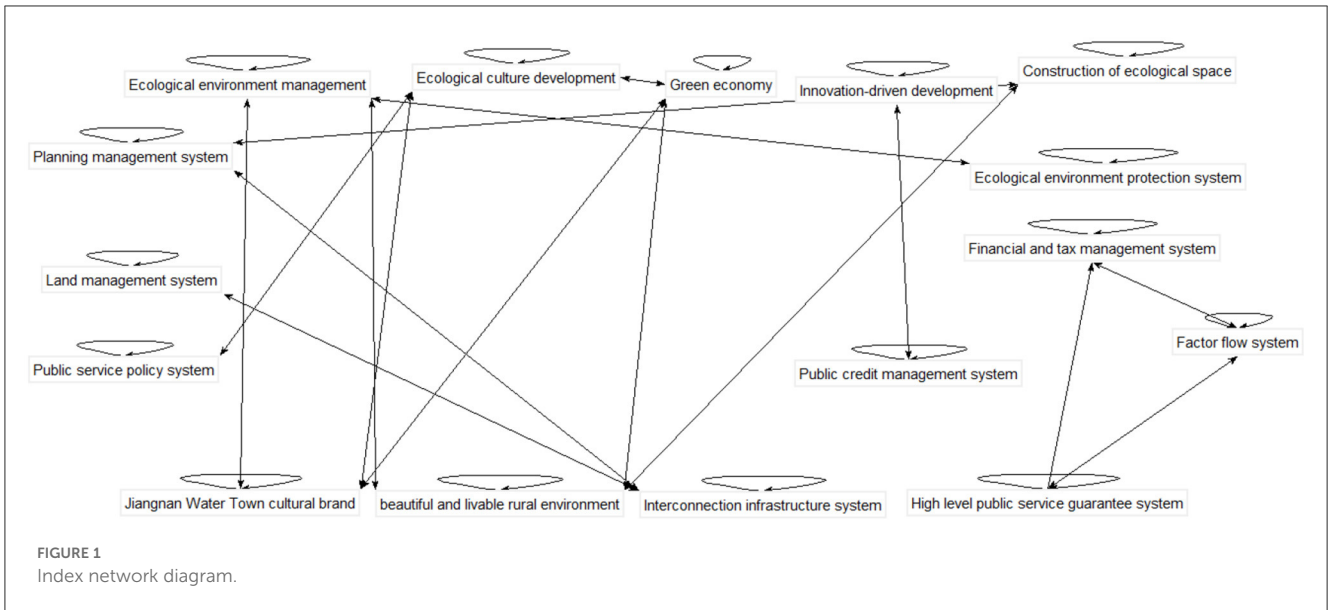 Ecological environment management
Ecological culture development
Green economy
Innovation-driven development
Construction of ecological space
Planning management system
Ecological environment protection system
Land management system
Financial and tax management system
Public service policy system
Public credit management system
Factor flow system
Jiangnan Water Town cultural brand
beautiful and livable rural environment
Interconnection infrastructure system
High level public service guarantee system
FIGURE 1
Index network diagram.